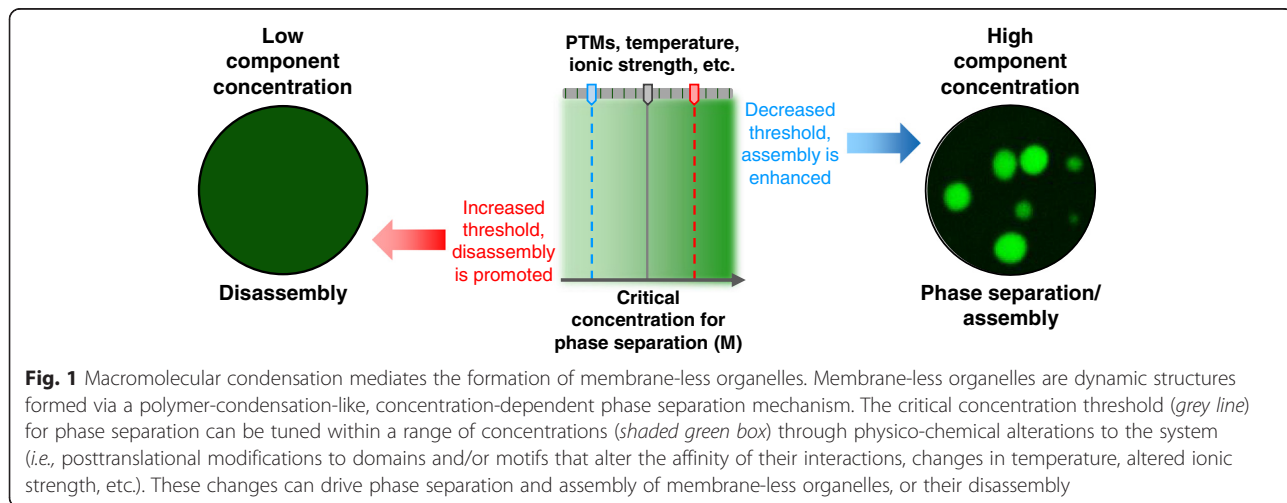 Low
component
concentration
Disassembly
Increased
threshold,
disassembly
is promoted
PTMs, temperature,
ionic strength, etc.
Critical
concentration for
phase separation (M)
Decreased
threshold,
assembly is
enhanced
High
component
concentration
Phase separation/
assembly
Fig. 1 Macromolecular condensation mediates the formation of membrane-less organelles. Membrane-less organelles are dynamic structures
formed via a polymer-condensation-like, concentration-dependent phase separation mechanism. The critical concentration threshold (grey line)
for phase separation can be tuned within a range of concentrations (shaded green box) through physico-chemical alterations to the system
(i.e., posttranslational modifications to domains and/or motifs that alter the affinity of their interactions, changes in temperature, altered ionic
strength, etc.). These changes can drive phase separation and assembly of membrane-less organelles, or their disassembly